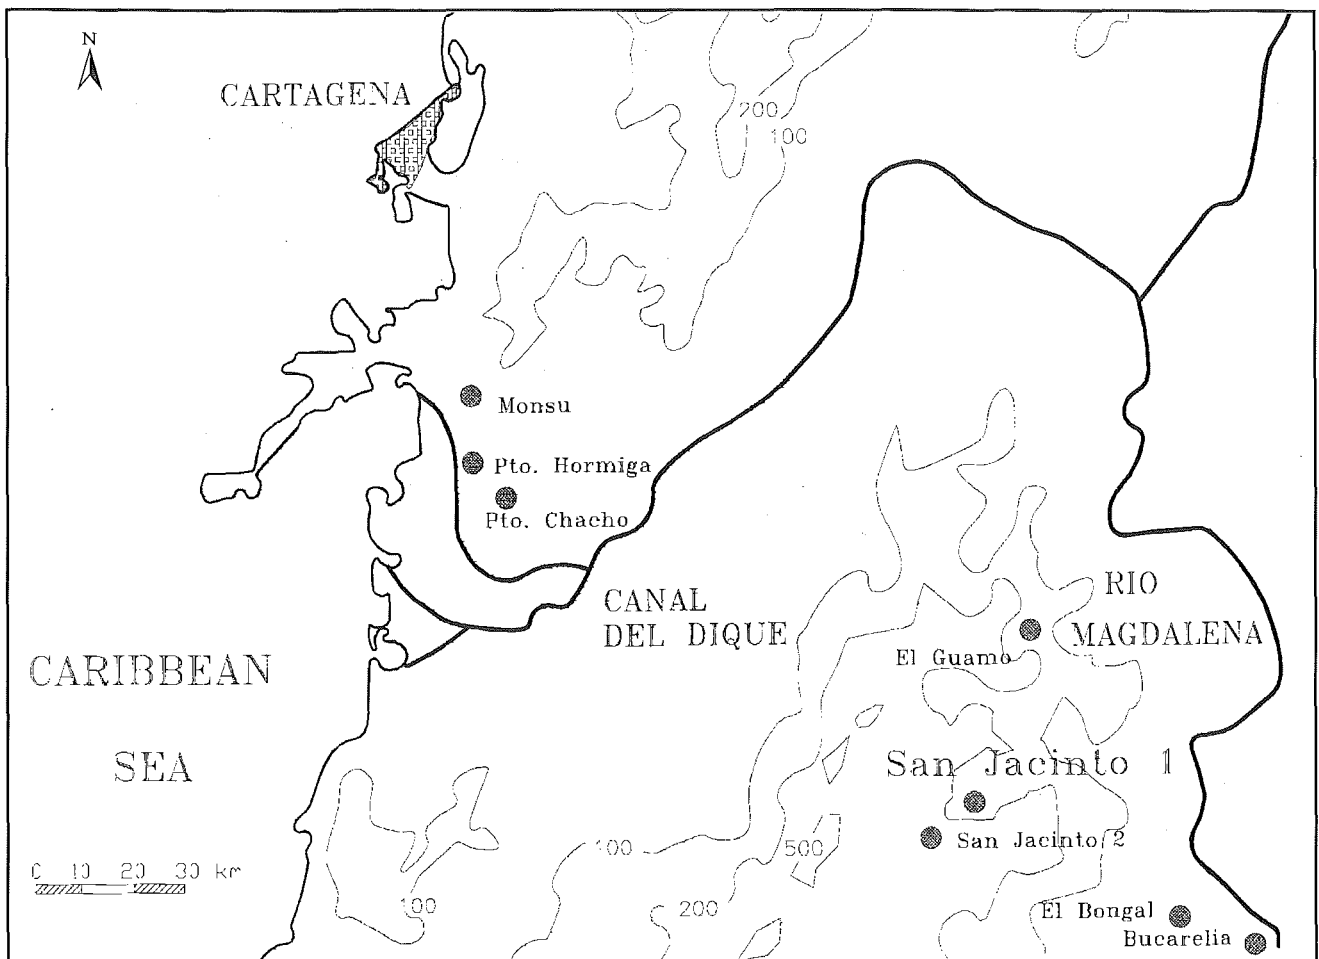 N
CARTAGENA
200
100
Monsu
Pto. Hormiga
Pto. Chacho
CANAL
DEL DIQUE
RIO
MAGDALENA
El Guamo
CARIBBEAN
SEA
San Jacinto 1
San Jacinto 2
100
500
0 10 20 30 km
100
200
El Bongal
Bucarelia